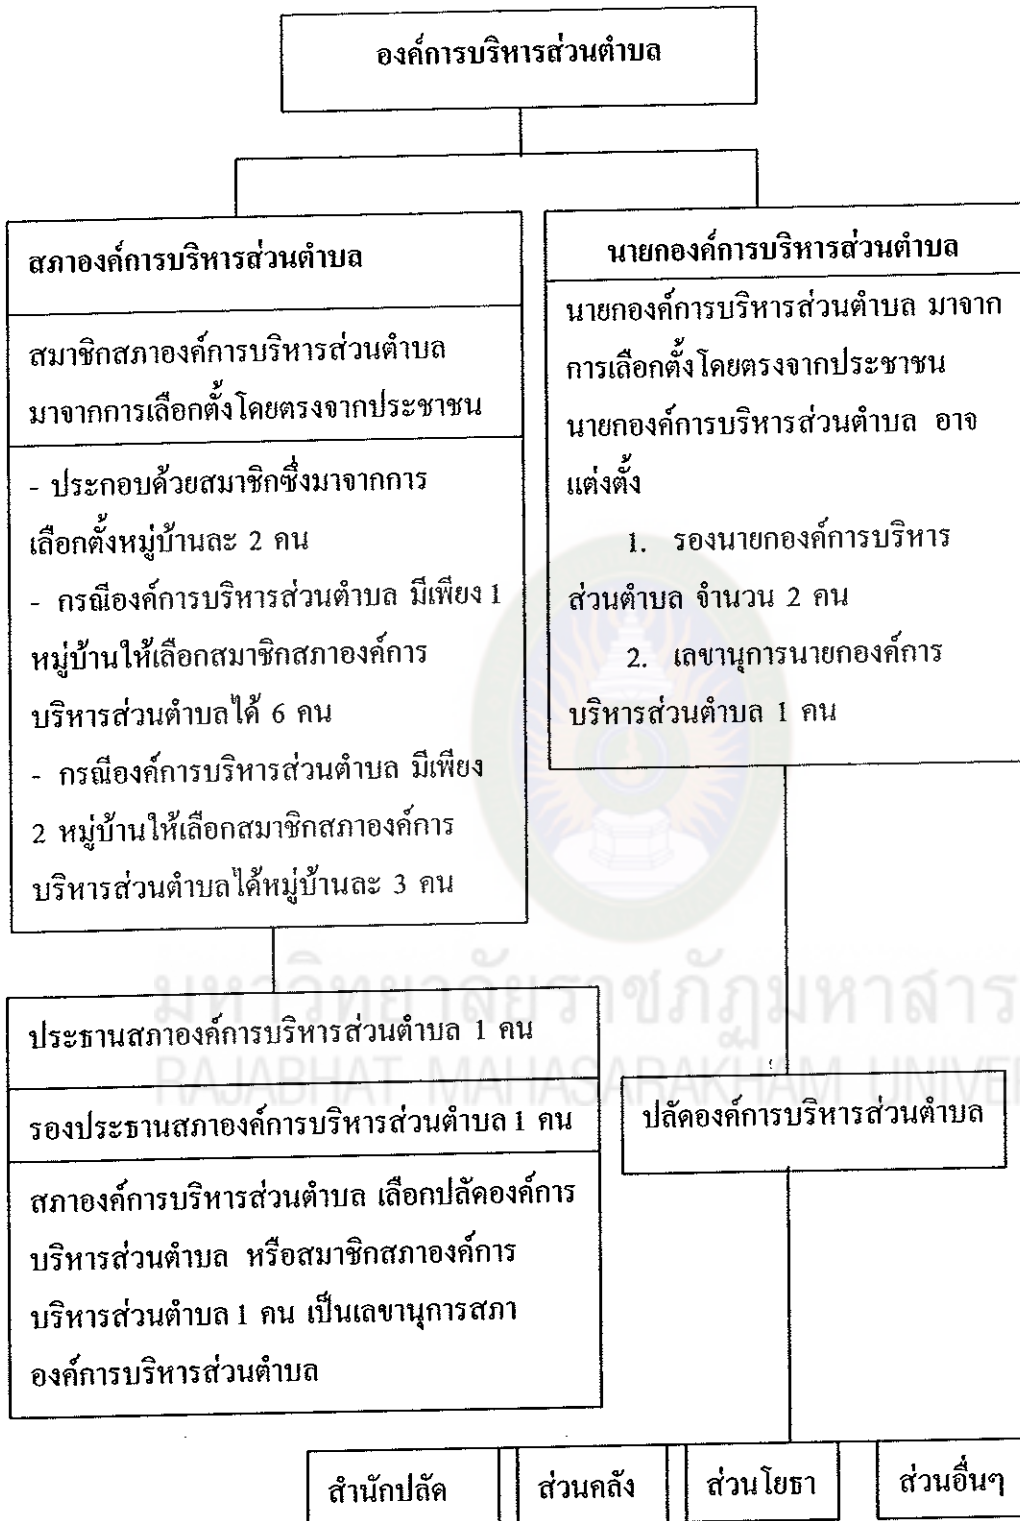 องค์การบริหารส่วนตำบล
สภาองค์การบริหารส่วนตำบล
สมาชิกสภาองค์การบริหารส่วนตำบล
มาจากการเลือกตั้งโดยตรงจากประชาชน
- ประกอบด้วยสมาชิกซึ่งมาจากการ
เลือกตั้งหมู่บ้านละ 2 คน
- กรณีองค์การบริหารส่วนตำบล มีเพียง 1
หมู่บ้านให้เลือกสมาชิกสภาองค์การ
บริหารส่วนตำบลได้ 6 คน
- กรณีองค์การบริหารส่วนตำบล มีเพียง
2 หมู่บ้านให้เลือกสมาชิกสภาองค์การ
บริหารส่วนตำบลได้หมู่บ้านละ 3 คน
นายกองค์การบริหารส่วนตำบล
นายกองค์การบริหารส่วนตำบล มาจาก
การเลือกตั้งโดยตรงจากประชาชน
นายกองค์การบริหารส่วนตำบล อาจ
แต่งตั้ง
1. รองนายกองค์การบริหาร
ส่วนตำบล จำนวน 2 คน
2. เลขานุการนายกองค์การ
บริหารส่วนตำบล 1 คน
มหาวิทยาลัยราชภัฏมหาสาร
RAJABHAT MAHASARAKHAM UNIVER
ประธานสภาองค์การบริหารส่วนตำบล 1 คน
รองประธานสภาองค์การบริหารส่วนตำบล 1 คน
สภาองค์การบริหารส่วนตำบล เลือกปลัดองค์การ
บริหารส่วนตำบล หรือสมาชิกสภาองค์การ
บริหารส่วนตำบล 1 คน เป็นเลขานุการสภา
องค์การบริหารส่วนตำบล
ปลัดองค์การบริหารส่วนตำบล
สำนักปลัด
ส่วนคลัง
ส่วนโยธา
ส่วนอื่นๆ